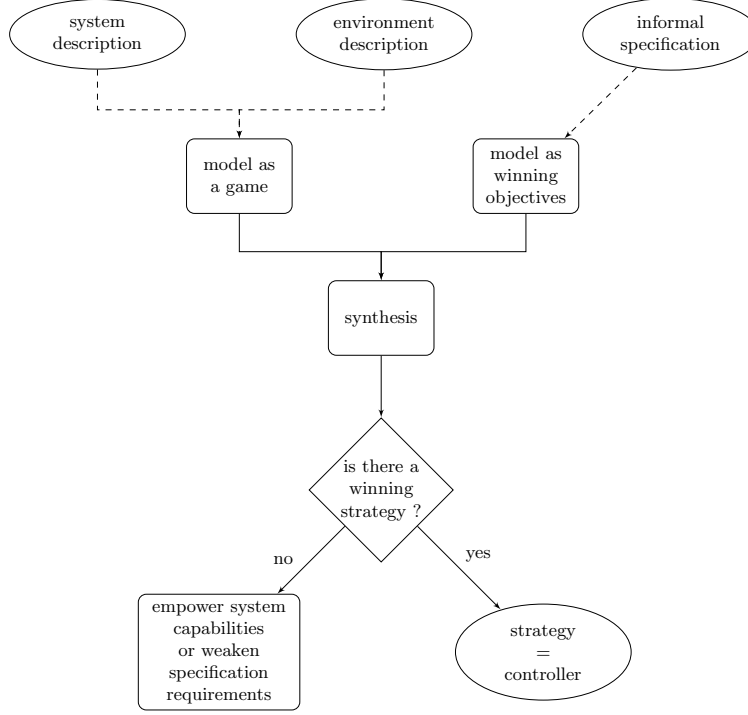 system
description
environment
description
informal
specification
model as
a game
model as
winning
objectives
synthesis
is there a
winning
strategy ?
no
yes
empower system
capabilities
or weaken
specification
requirements
strategy
=
controller